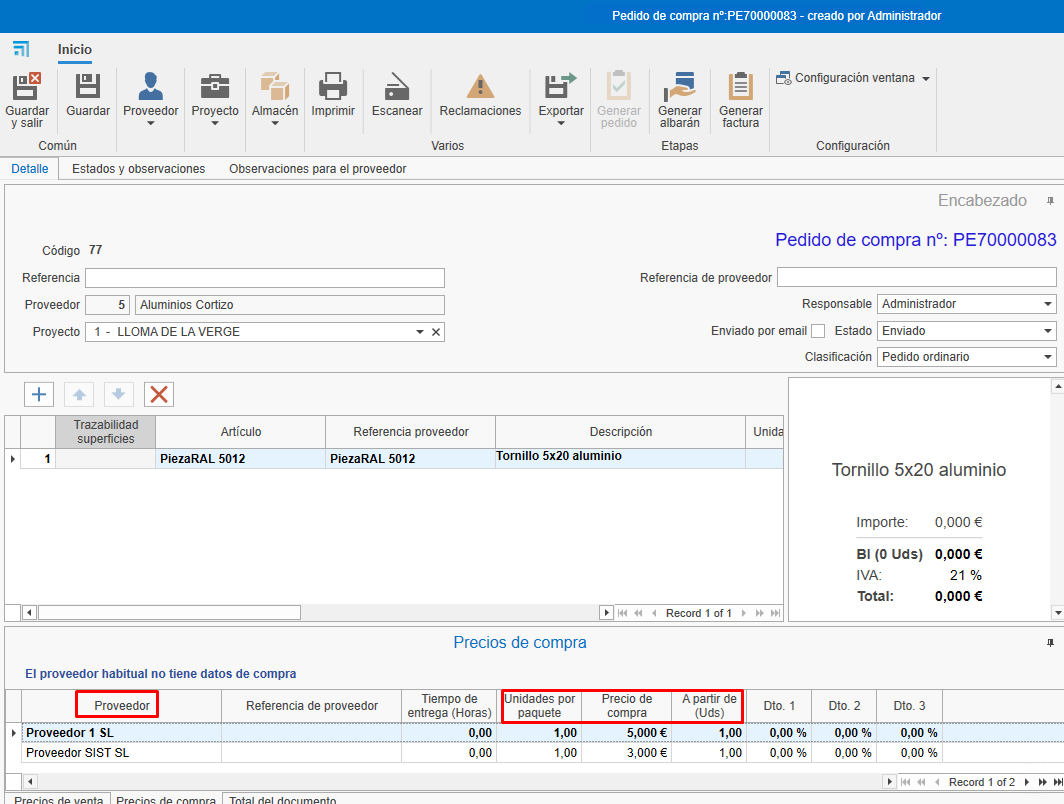 Pedido de compra nº:PE70000083 - creado por Administrador
Inicio
Guardar y salir
Guardar
Proveedor
Proyecto
Almacén
Imprimir
Escanear
Reclamaciones
Exportar
Generar pedido
Generar albarán
Generar factura
Configuración ventana
Común
Varios
Etapas
Configuración
Detalle
Estados y observaciones
Observaciones para el proveedor
Encabezado
Pedido de compra nº: PE70000083
Código 77
Referencia
Referencia de proveedor
Proveedor 5 Aluminios Cortizo
Responsable Administrador
Proyecto 1 - LLOMA DE LA VERGE
Enviado por email Estado Enviado
Clasificación Pedido ordinario
Trazabilidad superficies
Artículo
Referencia proveedor
Descripción
Unida
1 PiezaRAL 5012 PiezaRAL 5012 Tornillo 5x20 aluminio
Record 1 of 1
Tornillo 5x20 aluminio
Importe: 0,000 €
BI (0 Uds) 0,000 €
IVA: 21 %
Total: 0,000 €
Precios de compra
El proveedor habitual no tiene datos de compra
Proveedor
Referencia de proveedor
Tiempo de entrega (Horas)
Unidades por paquete
Precio de compra
A partir de (Uds)
Dto. 1
Dto. 2
Dto. 3
Proveedor 1 SL 0,00 1,00 5,000 € 1,00 0,00 % 0,00 % 0,00 %
Proveedor SIST SL 0,00 1,00 3,000 € 1,00 0,00 % 0,00 % 0,00 %
Record 1 of 2
Precios de venta
Precios de compra
Total del documento